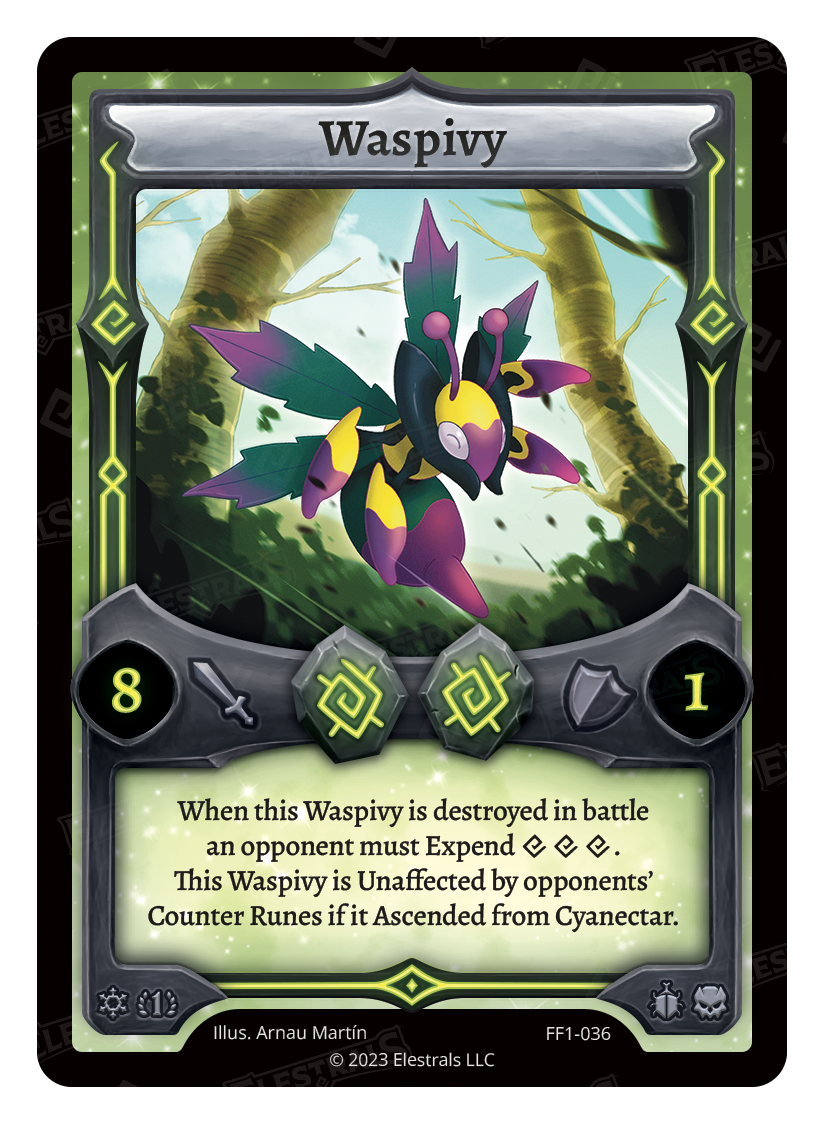 Waspivy
8
1
When this Waspivy is destroyed in battle
an opponent must Expend
.
This Waspivy is Unaffected by opponents’
Counter Runes if it Ascended from Cyanectar.
1
Illus. Arnau Martín
FF1-036
© 2023 Elestrals LLC
ELESTRALS